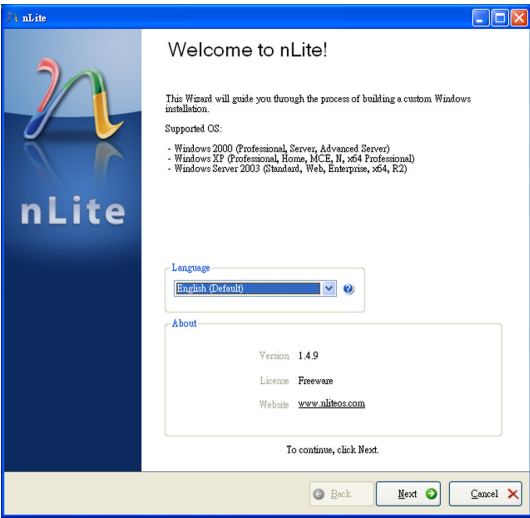 nLite
Welcome to nLite!
This Wizard will guide you through the process of building a custom Windows
installation.
Supported OS:
- Windows 2000 (Professional, Server, Advanced Server)
- Windows XP (Professional, Home, MCE, N, x64 Professional)
- Windows Server 2003 (Standard, Web, Enterprise, x64, R2)
nLite
Language
English (Default)
About
Version 1.4.9
License Freeware
Website www.nliteos.com
To continue, click Next.
Back Next Cancel